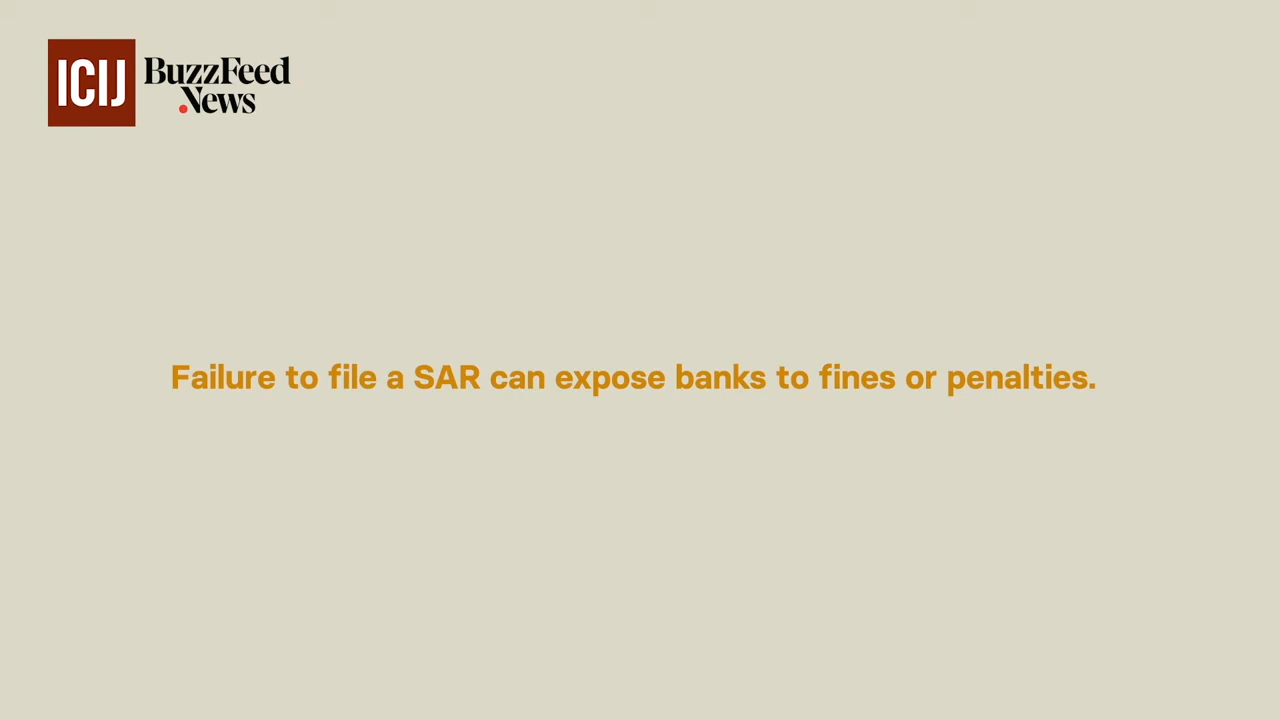 ICIJ
BuzzFeed
News
Failure to file a SAR can expose banks to fines or penalties.